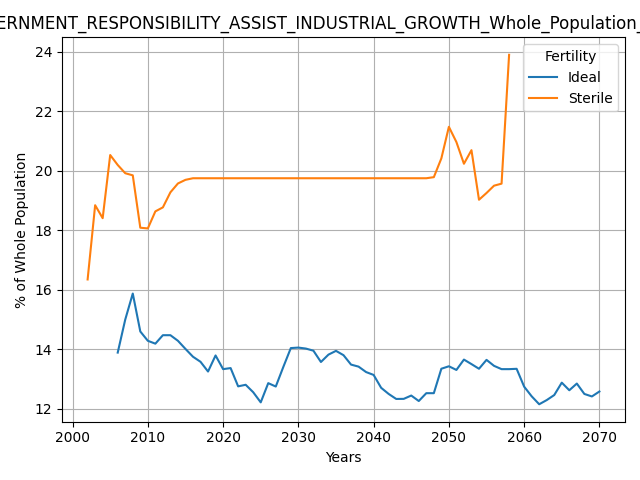 ERNMENT_RESPONSIBILITY_ASSIST_INDUSTRIAL_GROWTH_Whole_Population_
24
22
20
18
16
14
12
% of Whole Population
Fertility
Ideal
Sterile
2000 2010 2020 2030 2040 2050 2060 2070
Years